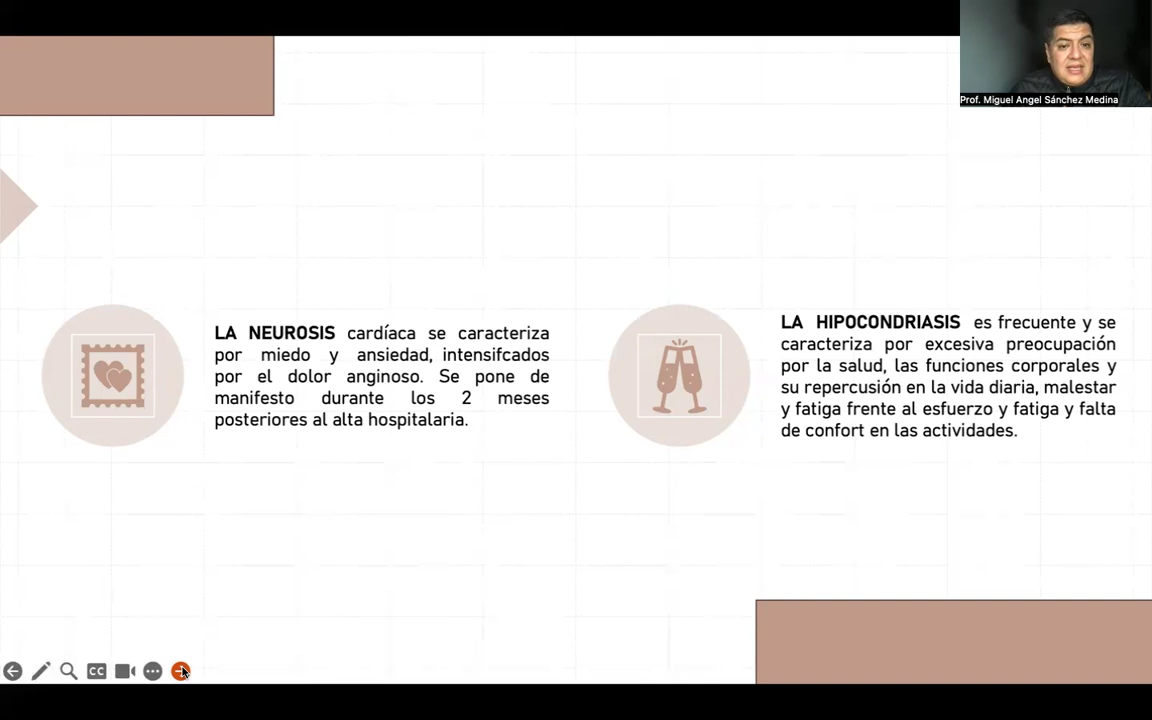 Prof. Miguel Angel Sánchez Medina
LA NEUROSIS cardíaca se caracteriza
por miedo y ansiedad, intensifcados
por el dolor anginoso. Se pone de
manifesto durante los 2 meses
posteriores al alta hospitalaria.
LA HIPOCONDRIASIS es frecuente y se
caracteriza por excesiva preocupación
por la salud, las funciones corporales y
su repercusión en la vida diaria, malestar
y fatiga frente al esfuerzo y fatiga y falta
de confort en las actividades.
CC